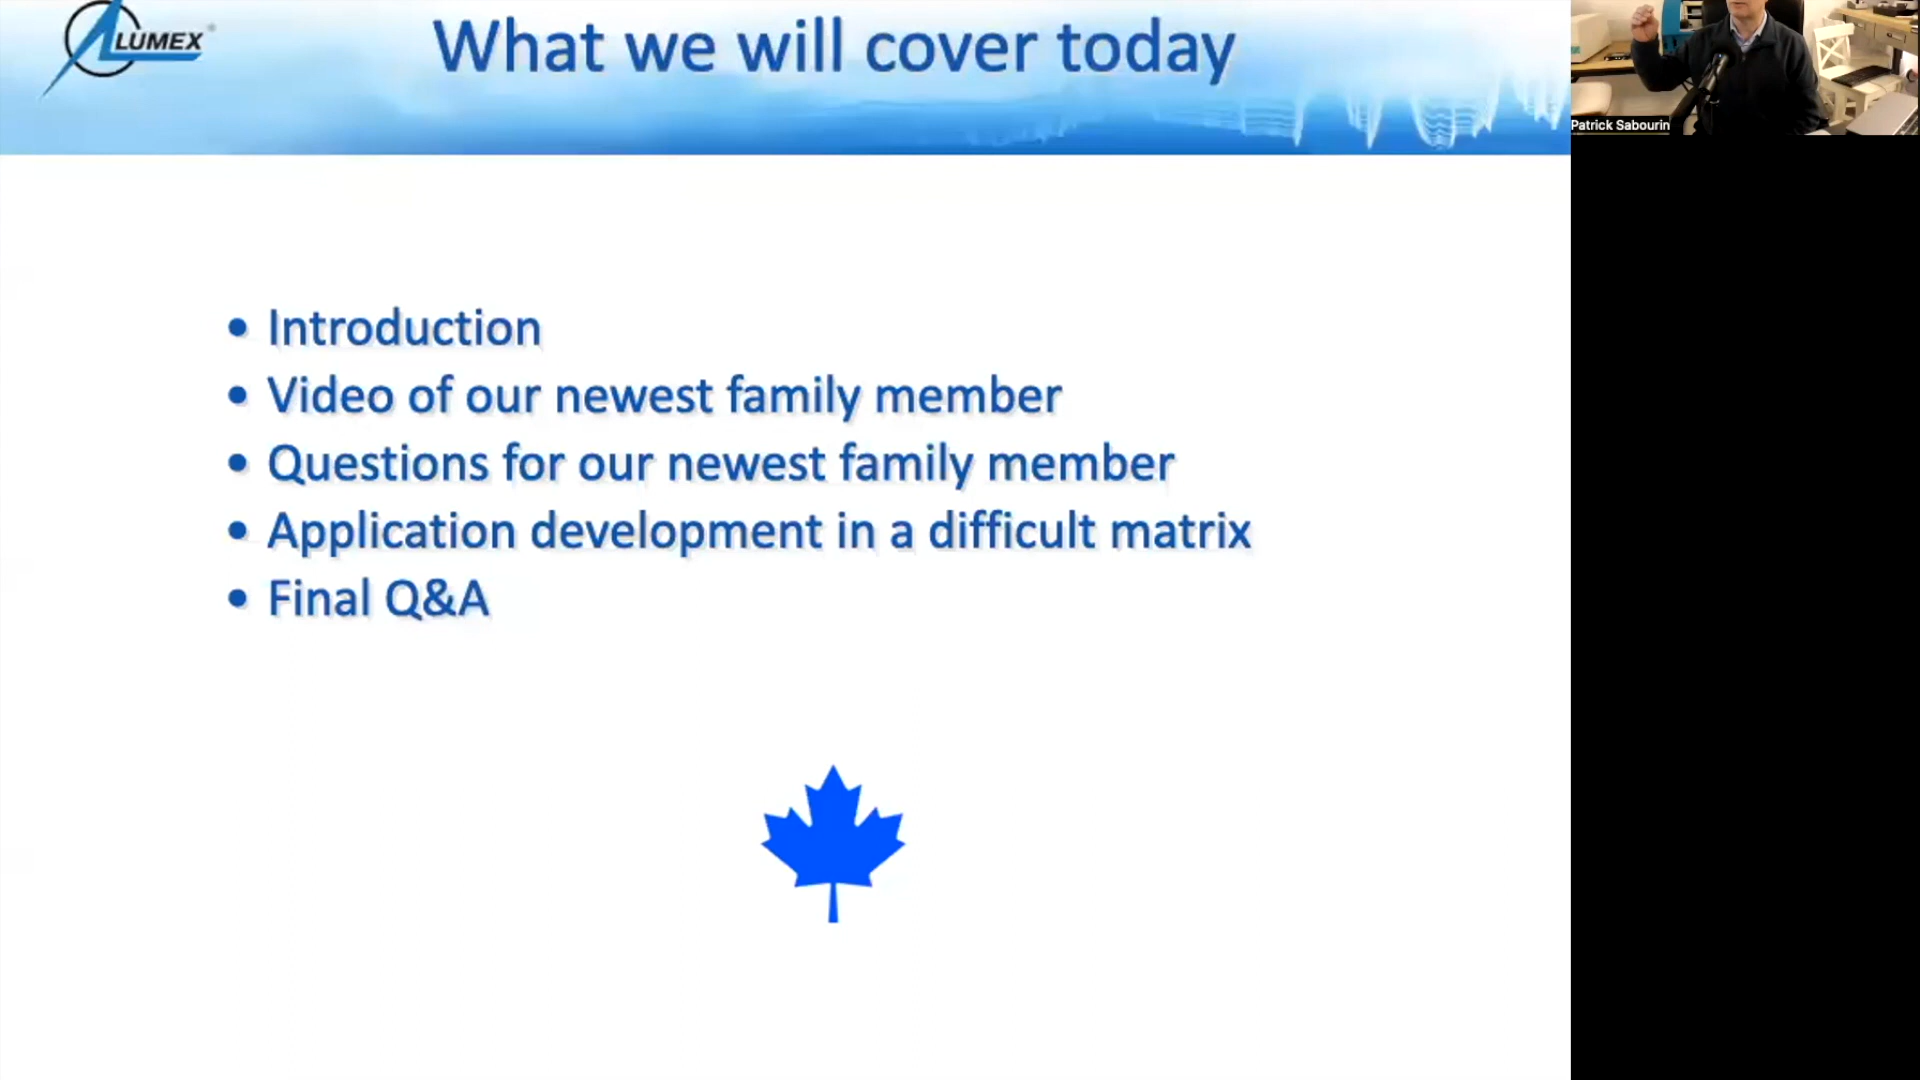 LUMEX®
What we will cover today
Patrick Sabourin
• Introduction
• Video of our newest family member
• Questions for our newest family member
• Application development in a difficult matrix
• Final Q&A